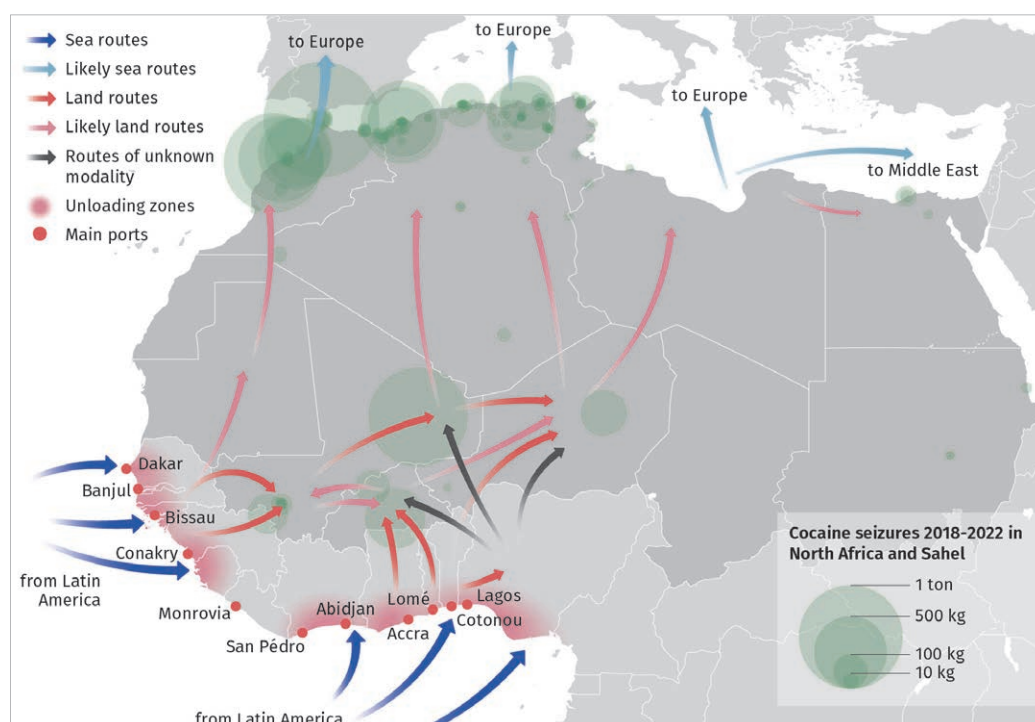 Sea routes
Likely sea routes
Land routes
Likely land routes
Routes of unknown
modality
Unloading zones
Main ports
to Europe
to Europe
to Europe
to Middle East
Dakar
Banjul
Bissau
Conakry
from Latin
America
Monrovia
San Pédro
Abidjan
Accra
Lomé
Lagos
Cotonou
from Latin America
Cocaine seizures 2018-2022 in
North Africa and Sahel
1 ton
500 kg
100 kg
10 kg